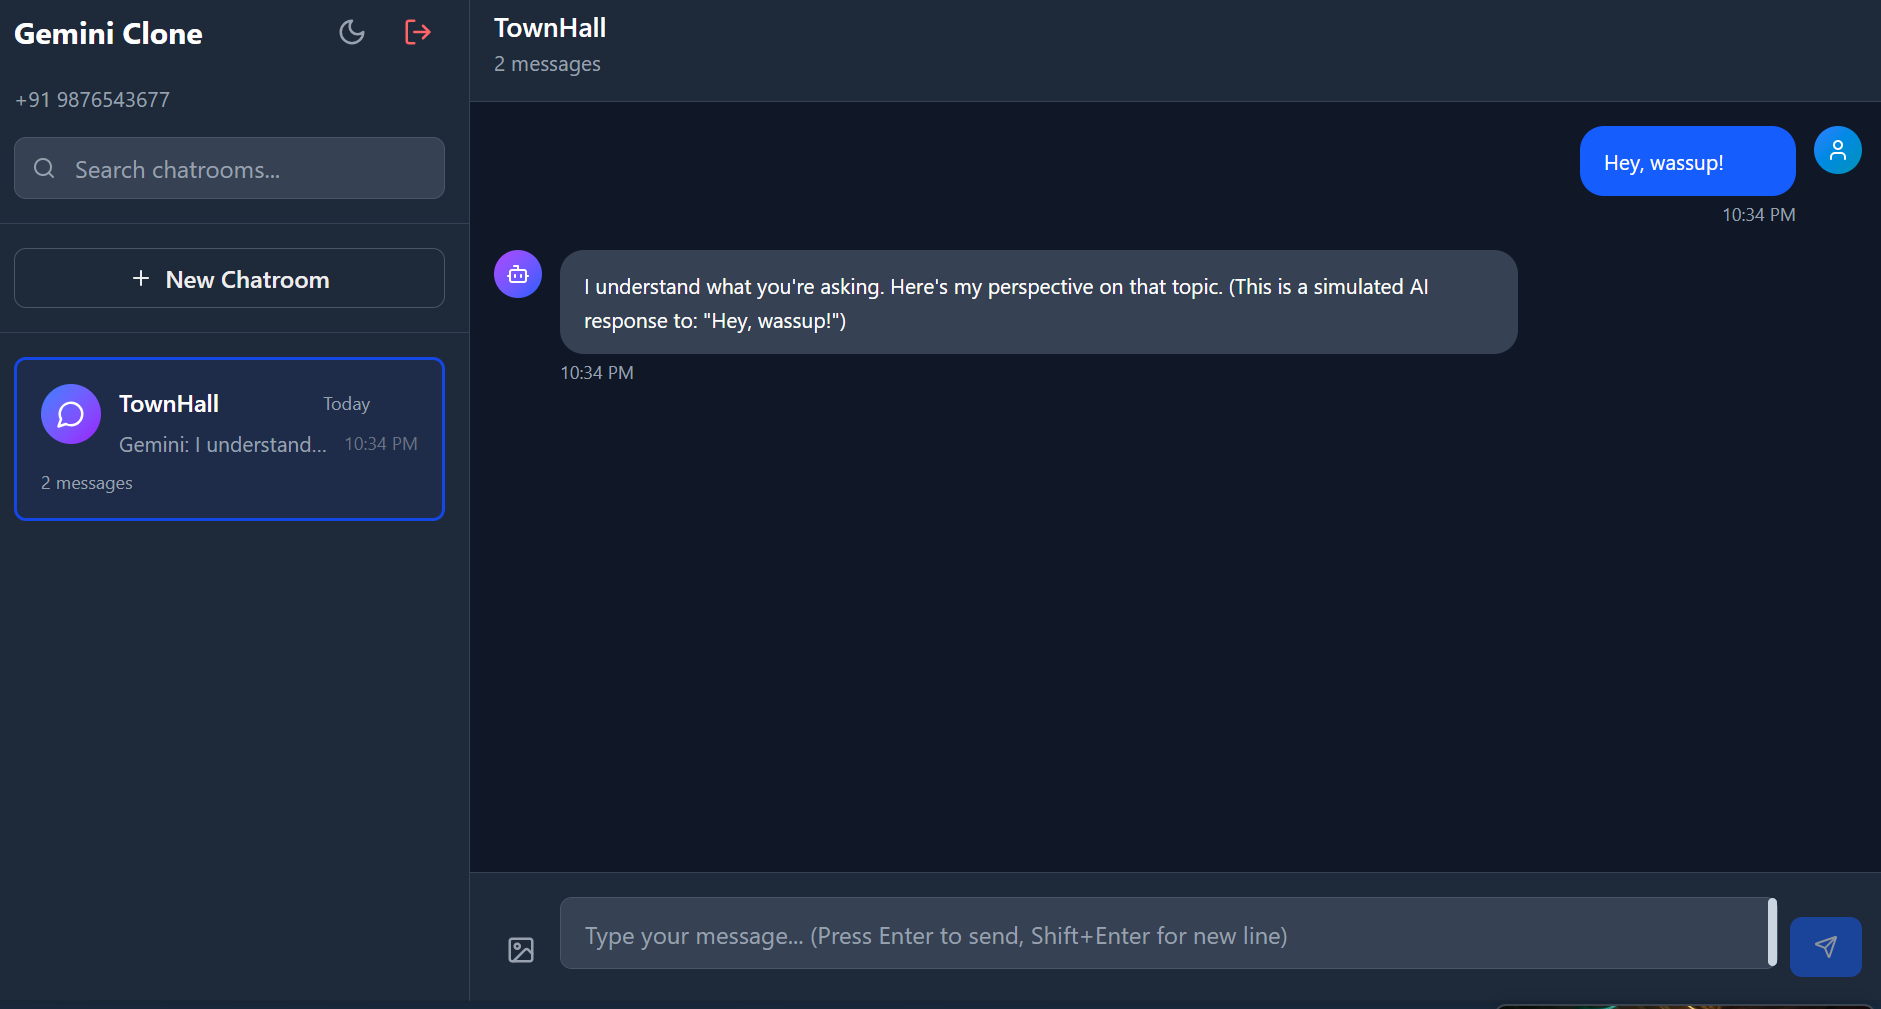 Gemini Clone
+91 9876543677
Search chatrooms...
New Chatroom
TownHall
Today
Gemini: I understand...
10:34 PM
2 messages
TownHall
2 messages
Hey, wassup!
10:34 PM
I understand what you're asking. Here's my perspective on that topic. (This is a simulated AI
response to: "Hey, wassup!")
10:34 PM
Type your message... (Press Enter to send, Shift+Enter for new line)